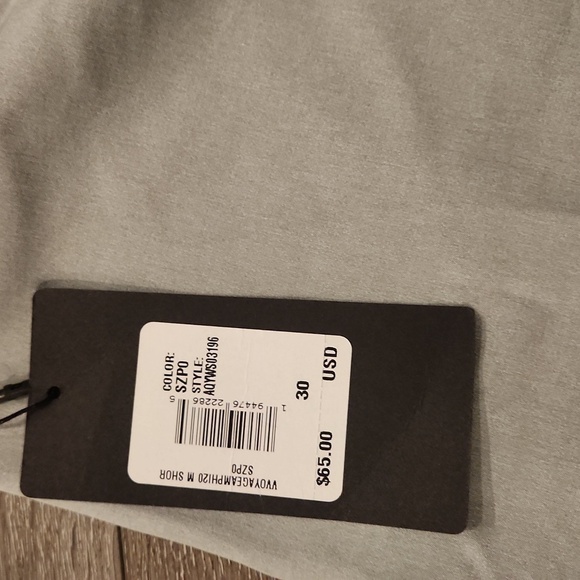 COLOR:
SZP0
STYLE:
AQYWS03196
1 94476 22286 5
VVOYAGEAMPHI20 M SHOR
SZP0
30
$65.00 USD